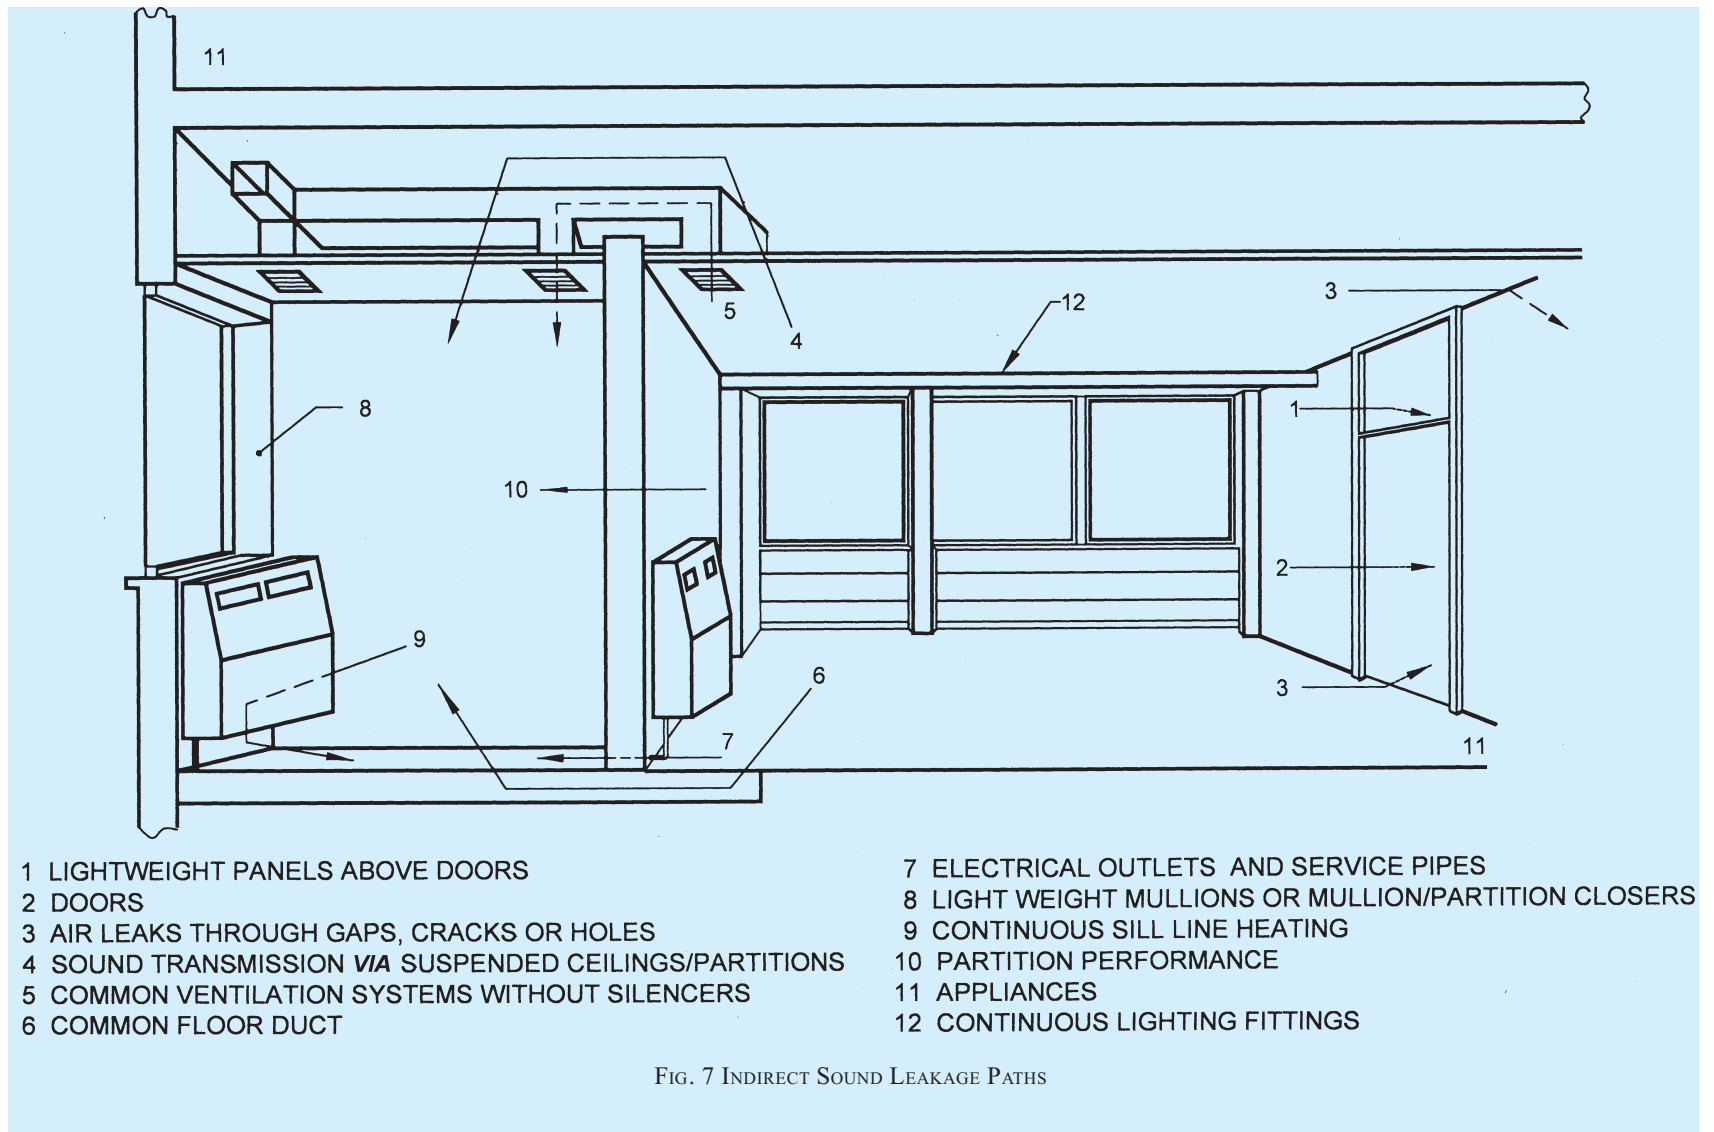 11
5
4
12
3
8
1
10
2
9
6
3
7
11
1 LIGHTWEIGHT PANELS ABOVE DOORS
2 DOORS
3 AIR LEAKS THROUGH GAPS, CRACKS OR HOLES
4 SOUND TRANSMISSION VIA SUSPENDED CEILINGS/PARTITIONS
5 COMMON VENTILATION SYSTEMS WITHOUT SILENCERS
6 COMMON FLOOR DUCT
7 ELECTRICAL OUTLETS AND SERVICE PIPES
8 LIGHT WEIGHT MULLIONS OR MULLION/PARTITION CLOSERS
9 CONTINUOUS SILL LINE HEATING
10 PARTITION PERFORMANCE
11 APPLIANCES
12 CONTINUOUS LIGHTING FITTINGS
FIG. 7 INDIRECT SOUND LEAKAGE PATHS